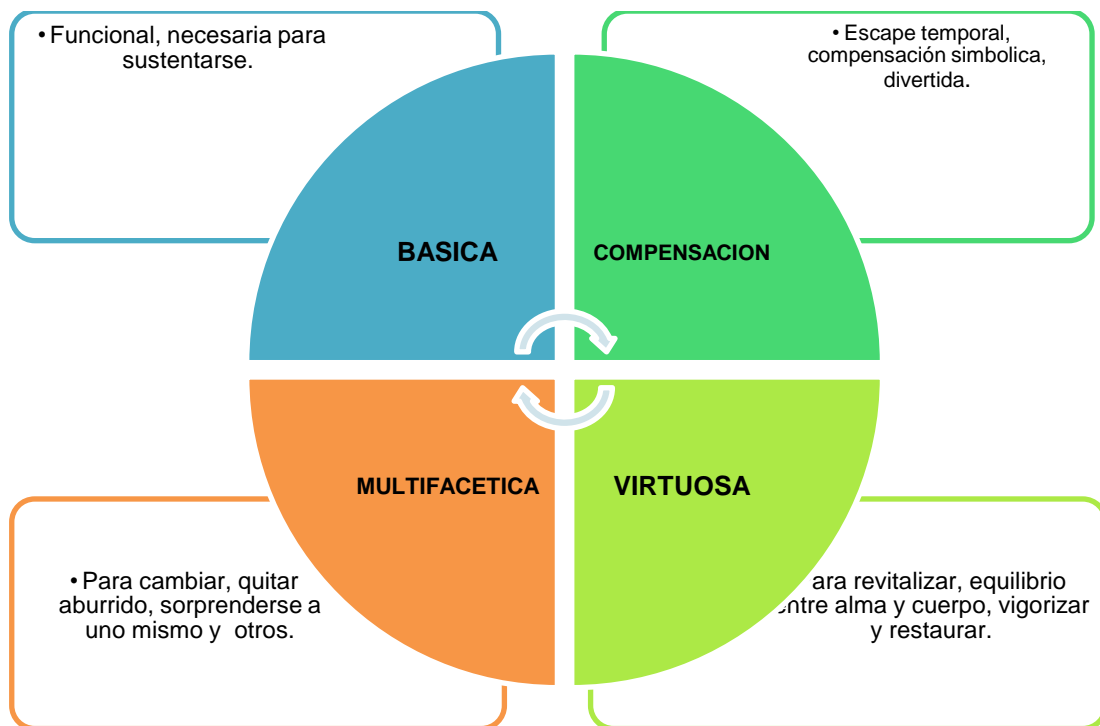 • Funcional, necesaria para
sustentarse.
• Escape temporal,
compensación simbolica,
divertida.
BASICA
COMPENSACION
MULTIFACETICA
VIRTUOSA
• Para cambiar, quitar
aburrido, sorprenderse a
uno mismo y otros.
ara revitalizar, equilibrio
ntre alma y cuerpo, vigorizar
y restaurar.